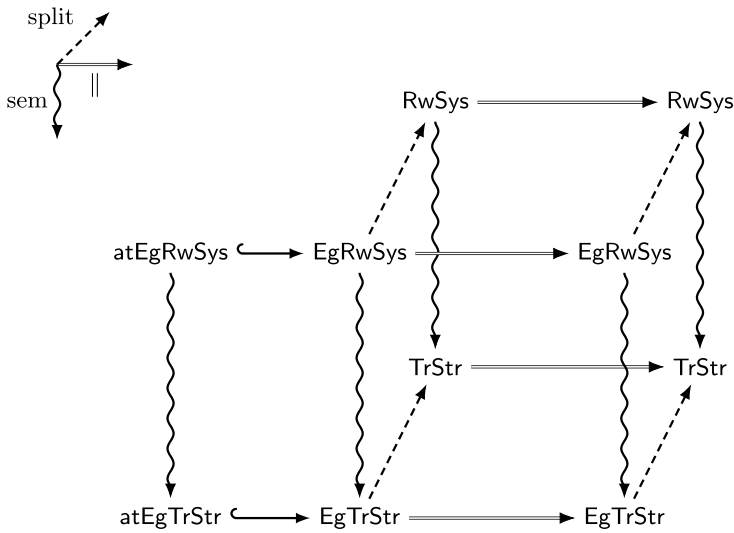 split
||
sem
RwSys RwSys
atEgRwSys EgRwSys EgRwSys
TrStr TrStr
atEgTrStr EgTrStr EgTrStr